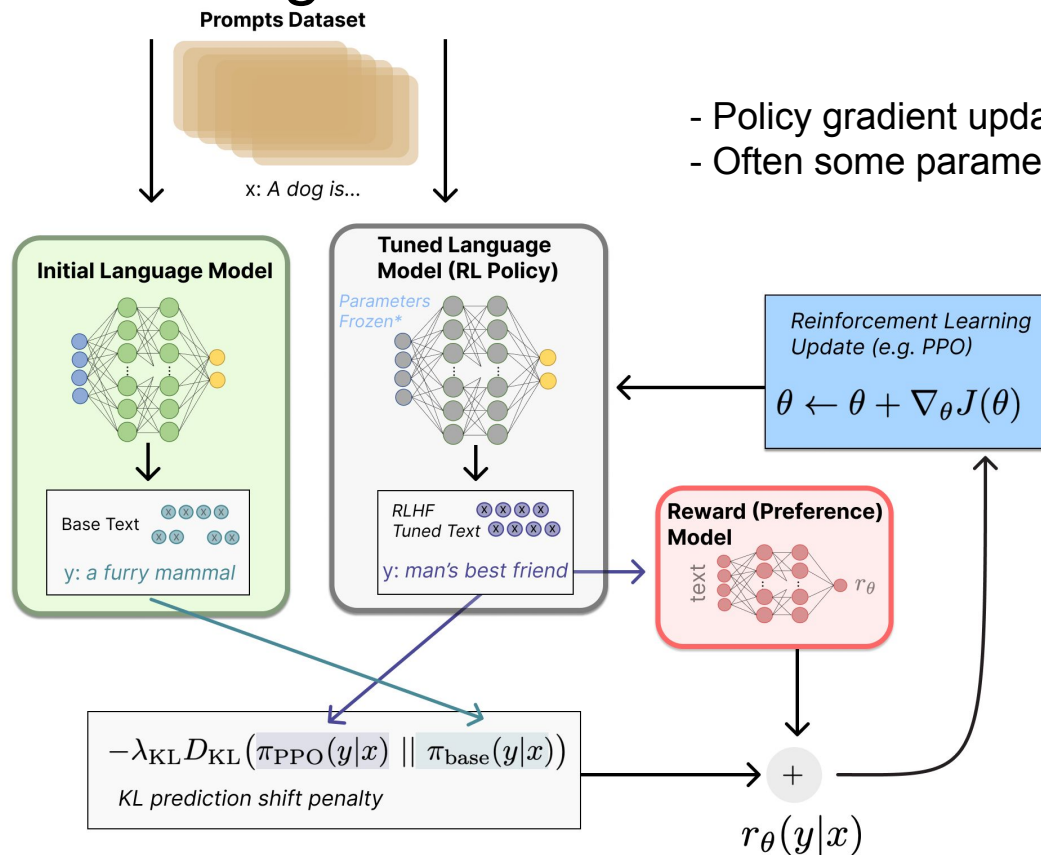 Prompts Dataset
x: A dog is...
- Policy gradient upda
- Often some parame
Initial Language Model
Tuned Language
Model (RL Policy)
Parameters
Frozen*
Base Text
x x x x
x x x x
y: a furry mammal
RLHF
Tuned Text
x x x x
x x x x
y: man's best friend
Reinforcement Learning
Update (e.g. PPO)
θ ← θ + ∇θJ(θ)
Reward (Preference)
Model
text
rθ
−λKL DKL(πPPO(y|x) || πbase(y|x))
KL prediction shift penalty
+
rθ(y|x)